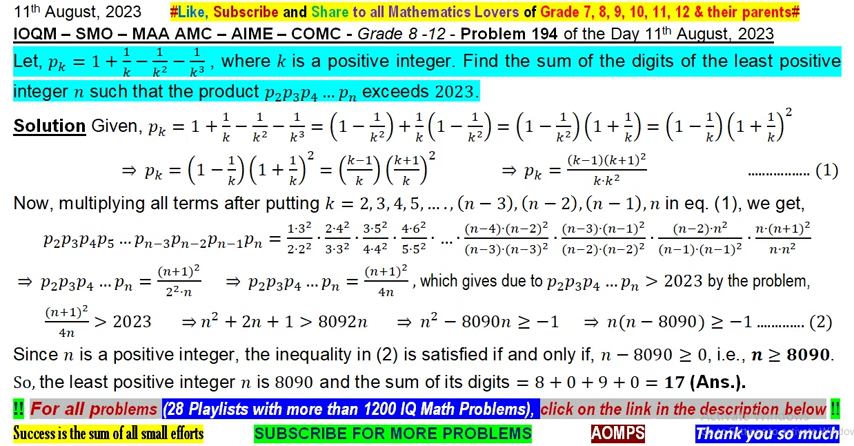 11th August, 2023 #Like, Subscribe and Share to all Mathematics Lovers of Grade 7, 8, 9, 10, 11, 12 & their parents#
IOQM – SMO – MAA AMC – AIME – COMC - Grade 8 -12 - Problem 194 of the Day 11th August, 2023
Let, p_k = 1 + 1/k − 1/k² − 1/k³ , where k is a positive integer. Find the sum of the digits of the least positive
integer n such that the product p₂p₃p₄ … pₙ exceeds 2023.
Solution Given, p_k = 1 + 1/k − 1/k² − 1/k³ = (1 − 1/k²) + 1/k (1 − 1/k²) = (1 − 1/k²)(1 + 1/k) = (1 − 1/k)(1 + 1/k)²
⇒ p_k = (1 − 1/k)(1 + 1/k)² = ((k−1)/k)((k+1)/k)² ⇒ p_k = (k−1)(k+1)²/(k·k²) ................. (1)
Now, multiplying all terms after putting k = 2, 3, 4, 5, … ., (n − 3), (n − 2), (n − 1), n in eq. (1), we get,
p₂p₃p₄p₅ … pₙ₋₃pₙ₋₂pₙ₋₁pₙ = (1·3²)/(2·2²) · (2·4²)/(3·3²) · (3·5²)/(4·4²) · (4·6²)/(5·5²) · … · ((n−4)·(n−2)²)/((n−3)·(n−3)²) · ((n−3)·(n−1)²)/((n−2)·(n−2)²) · ((n−2)·n²)/((n−1)·(n−1)²) · (n·(n+1)²)/(n·n²)
⇒ p₂p₃p₄ … pₙ = (n+1)²/(2²·n) ⇒ p₂p₃p₄ … pₙ = (n+1)²/4n , which gives due to p₂p₃p₄ … pₙ > 2023 by the problem,
(n+1)²/4n > 2023 ⇒ n² + 2n + 1 > 8092n ⇒ n² − 8090n ≥ −1 ⇒ n(n − 8090) ≥ −1 ............ (2)
Since n is a positive integer, the inequality in (2) is satisfied if and only if, n − 8090 ≥ 0, i.e., n ≥ 8090.
So, the least positive integer n is 8090 and the sum of its digits = 8 + 0 + 9 + 0 = 17 (Ans.).
!! For all problems (28 Playlists with more than 1200 IQ Math Problems), click on the link in the description below !!
Success is the sum of all small efforts SUBSCRIBE FOR MORE PROBLEMS AOMPS Thank you so much